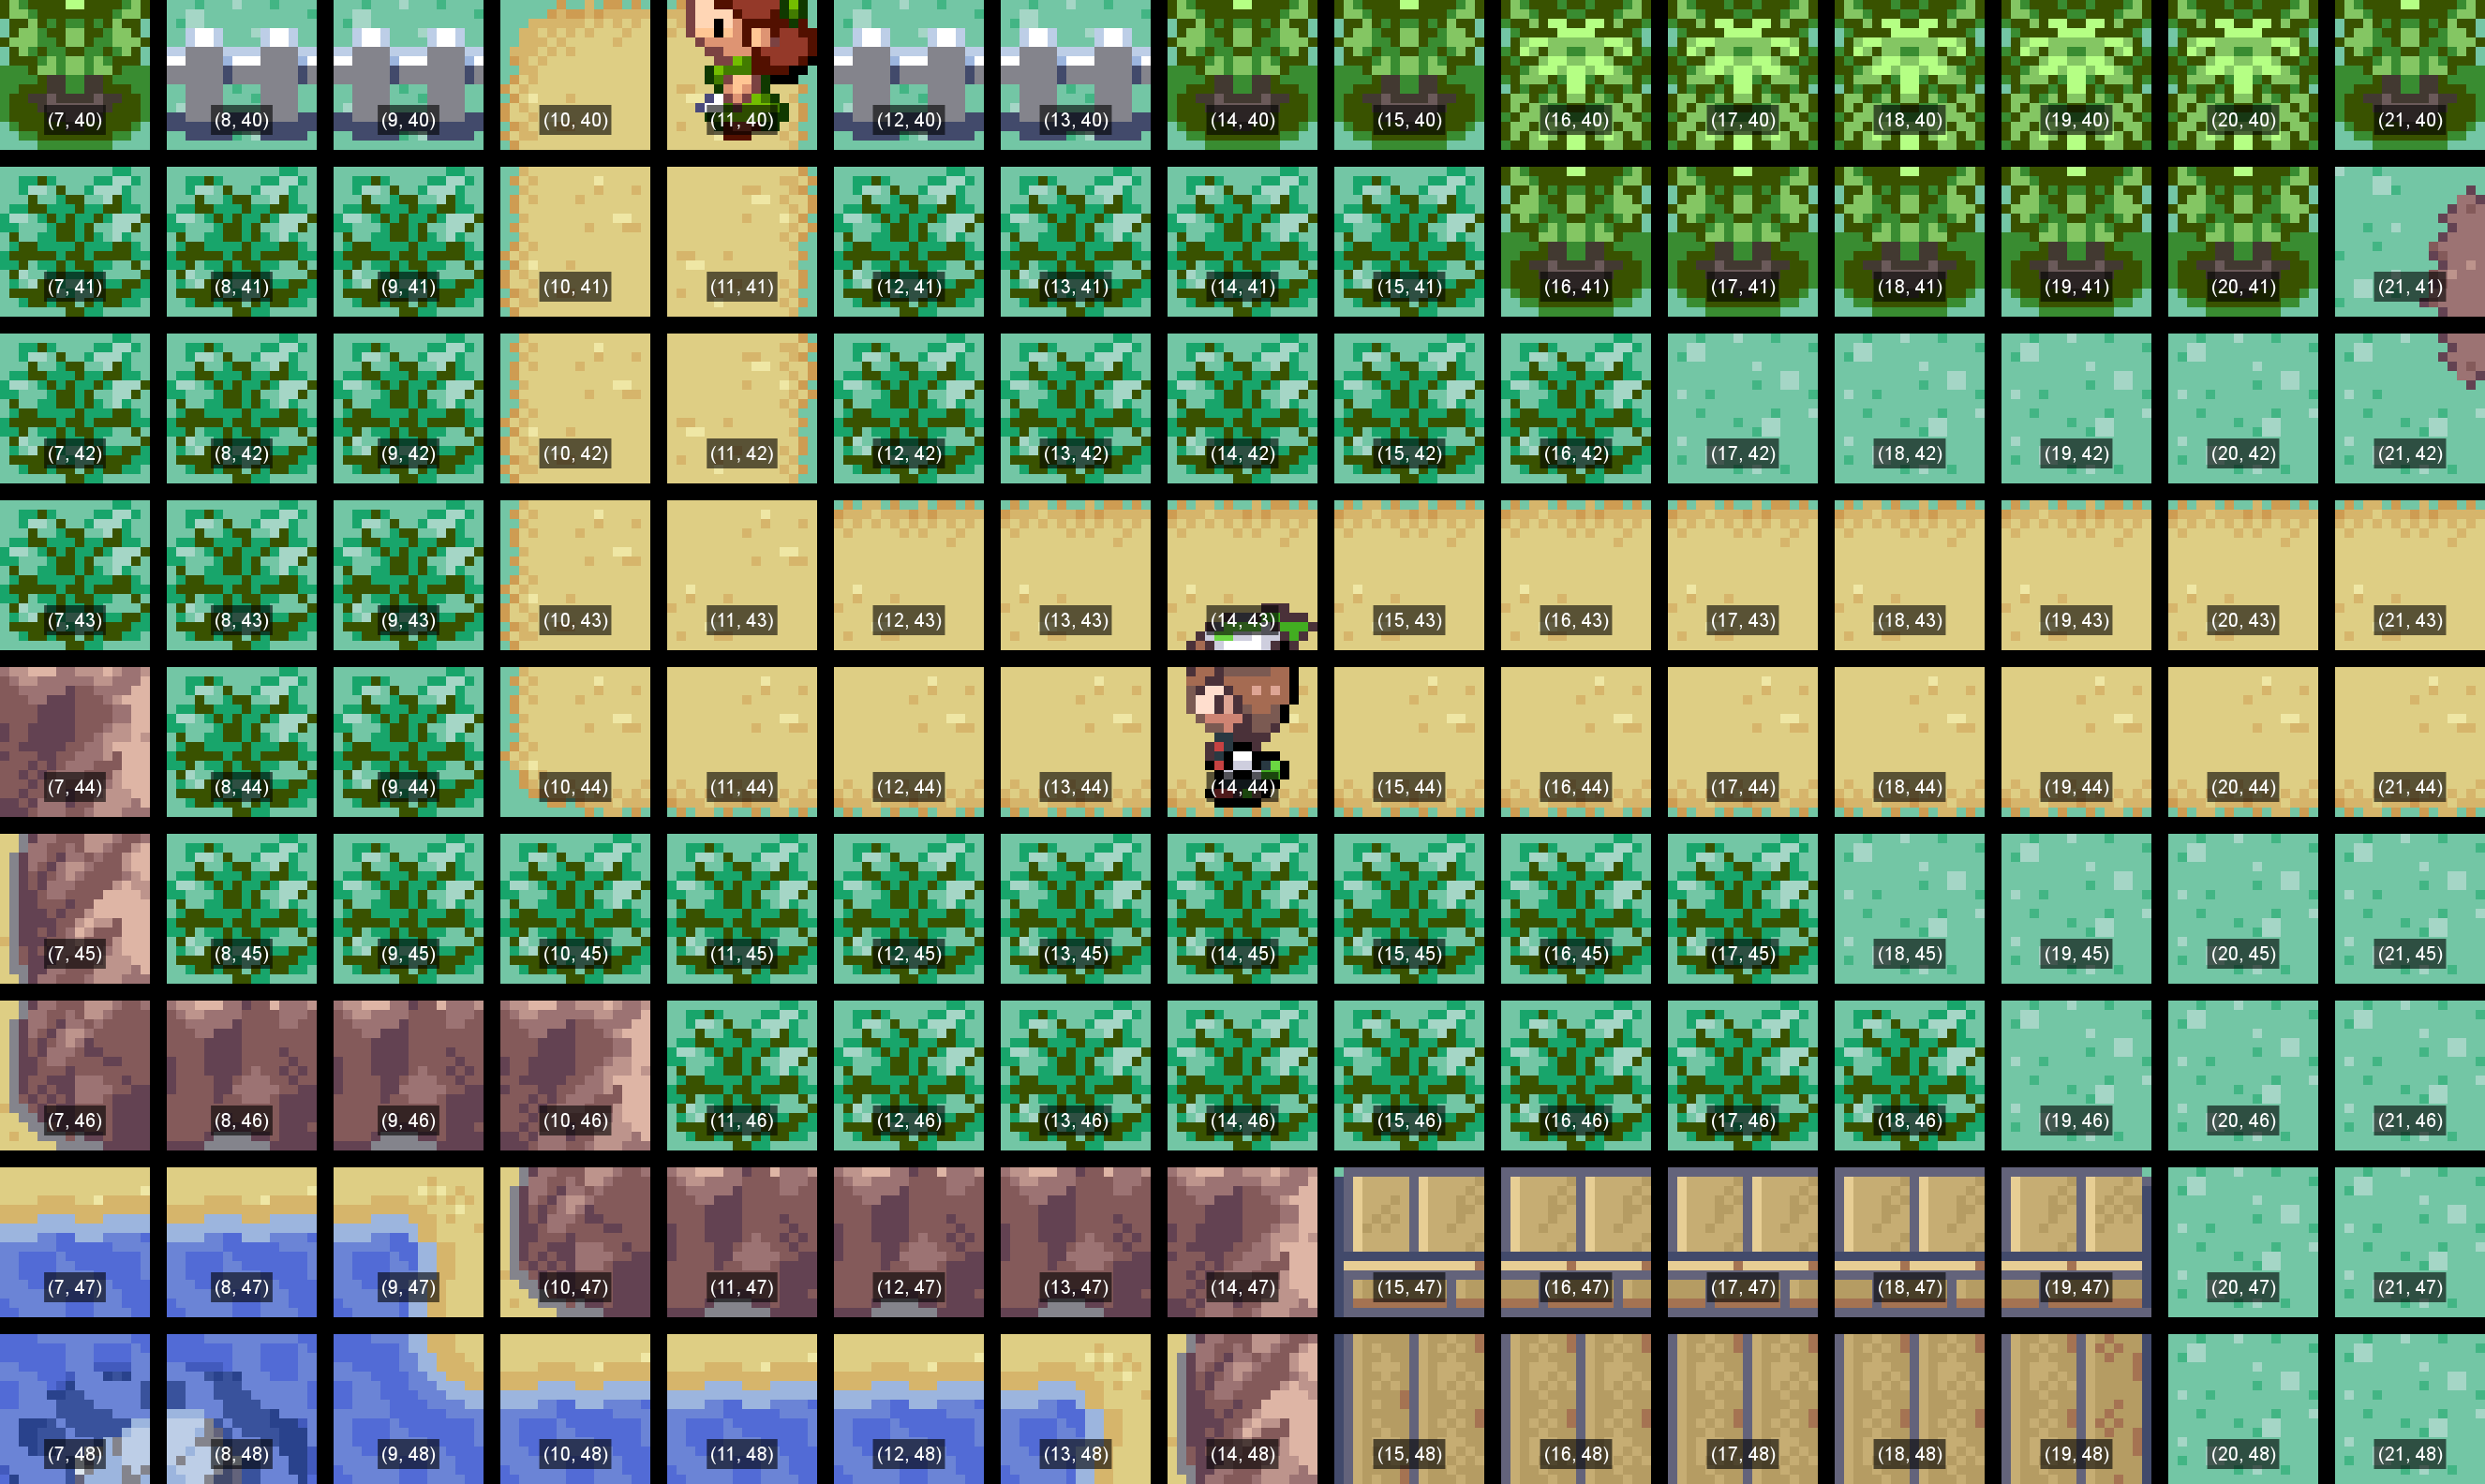 (7, 40) (8, 40) (9, 40) (10, 40) (11, 40) (12, 40) (13, 40) (14, 40) (15, 40) (16, 40) (17, 40) (18, 40) (19, 40) (20, 40) (21, 40)
(7, 41) (8, 41) (9, 41) (10, 41) (11, 41) (12, 41) (13, 41) (14, 41) (15, 41) (16, 41) (17, 41) (18, 41) (19, 41) (20, 41) (21, 41)
(7, 42) (8, 42) (9, 42) (10, 42) (11, 42) (12, 42) (13, 42) (14, 42) (15, 42) (16, 42) (17, 42) (18, 42) (19, 42) (20, 42) (21, 42)
(7, 43) (8, 43) (9, 43) (10, 43) (11, 43) (12, 43) (13, 43) (14, 43) (15, 43) (16, 43) (17, 43) (18, 43) (19, 43) (20, 43) (21, 43)
(7, 44) (8, 44) (9, 44) (10, 44) (11, 44) (12, 44) (13, 44) (14, 44) (15, 44) (16, 44) (17, 44) (18, 44) (19, 44) (20, 44) (21, 44)
(7, 45) (8, 45) (9, 45) (10, 45) (11, 45) (12, 45) (13, 45) (14, 45) (15, 45) (16, 45) (17, 45) (18, 45) (19, 45) (20, 45) (21, 45)
(7, 46) (8, 46) (9, 46) (10, 46) (11, 46) (12, 46) (13, 46) (14, 46) (15, 46) (16, 46) (17, 46) (18, 46) (19, 46) (20, 46) (21, 46)
(7, 47) (8, 47) (9, 47) (10, 47) (11, 47) (12, 47) (13, 47) (14, 47) (15, 47) (16, 47) (17, 47) (18, 47) (19, 47) (20, 47) (21, 47)
(7, 48) (8, 48) (9, 48) (10, 48) (11, 48) (12, 48) (13, 48) (14, 48) (15, 48) (16, 48) (17, 48) (18, 48) (19, 48) (20, 48) (21, 48)